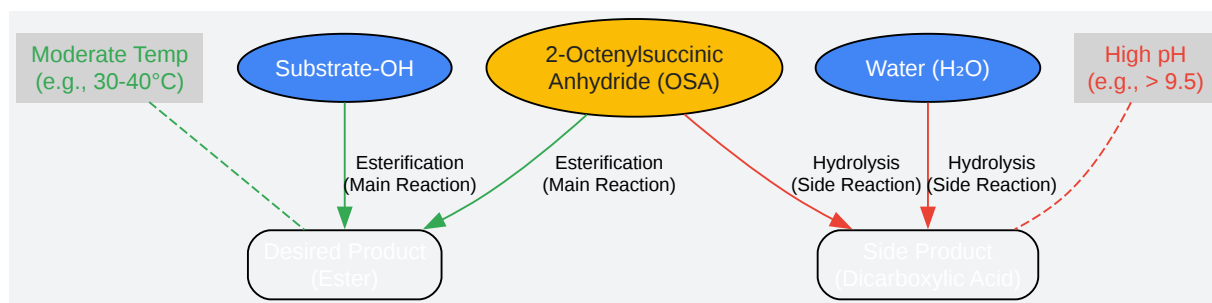 Moderate Temp
(e.g., 30-40°C)
Substrate-OH
2-Octenylsuccinic
Anhydride (OSA)
Water (H₂O)
High pH
(e.g., > 9.5)
Esterification
(Main Reaction)
Esterification
(Main Reaction)
Hydrolysis
(Side Reaction)
Hydrolysis
(Side Reaction)
Desired Product
(Ester)
Side Product
(Dicarboxylic Acid)